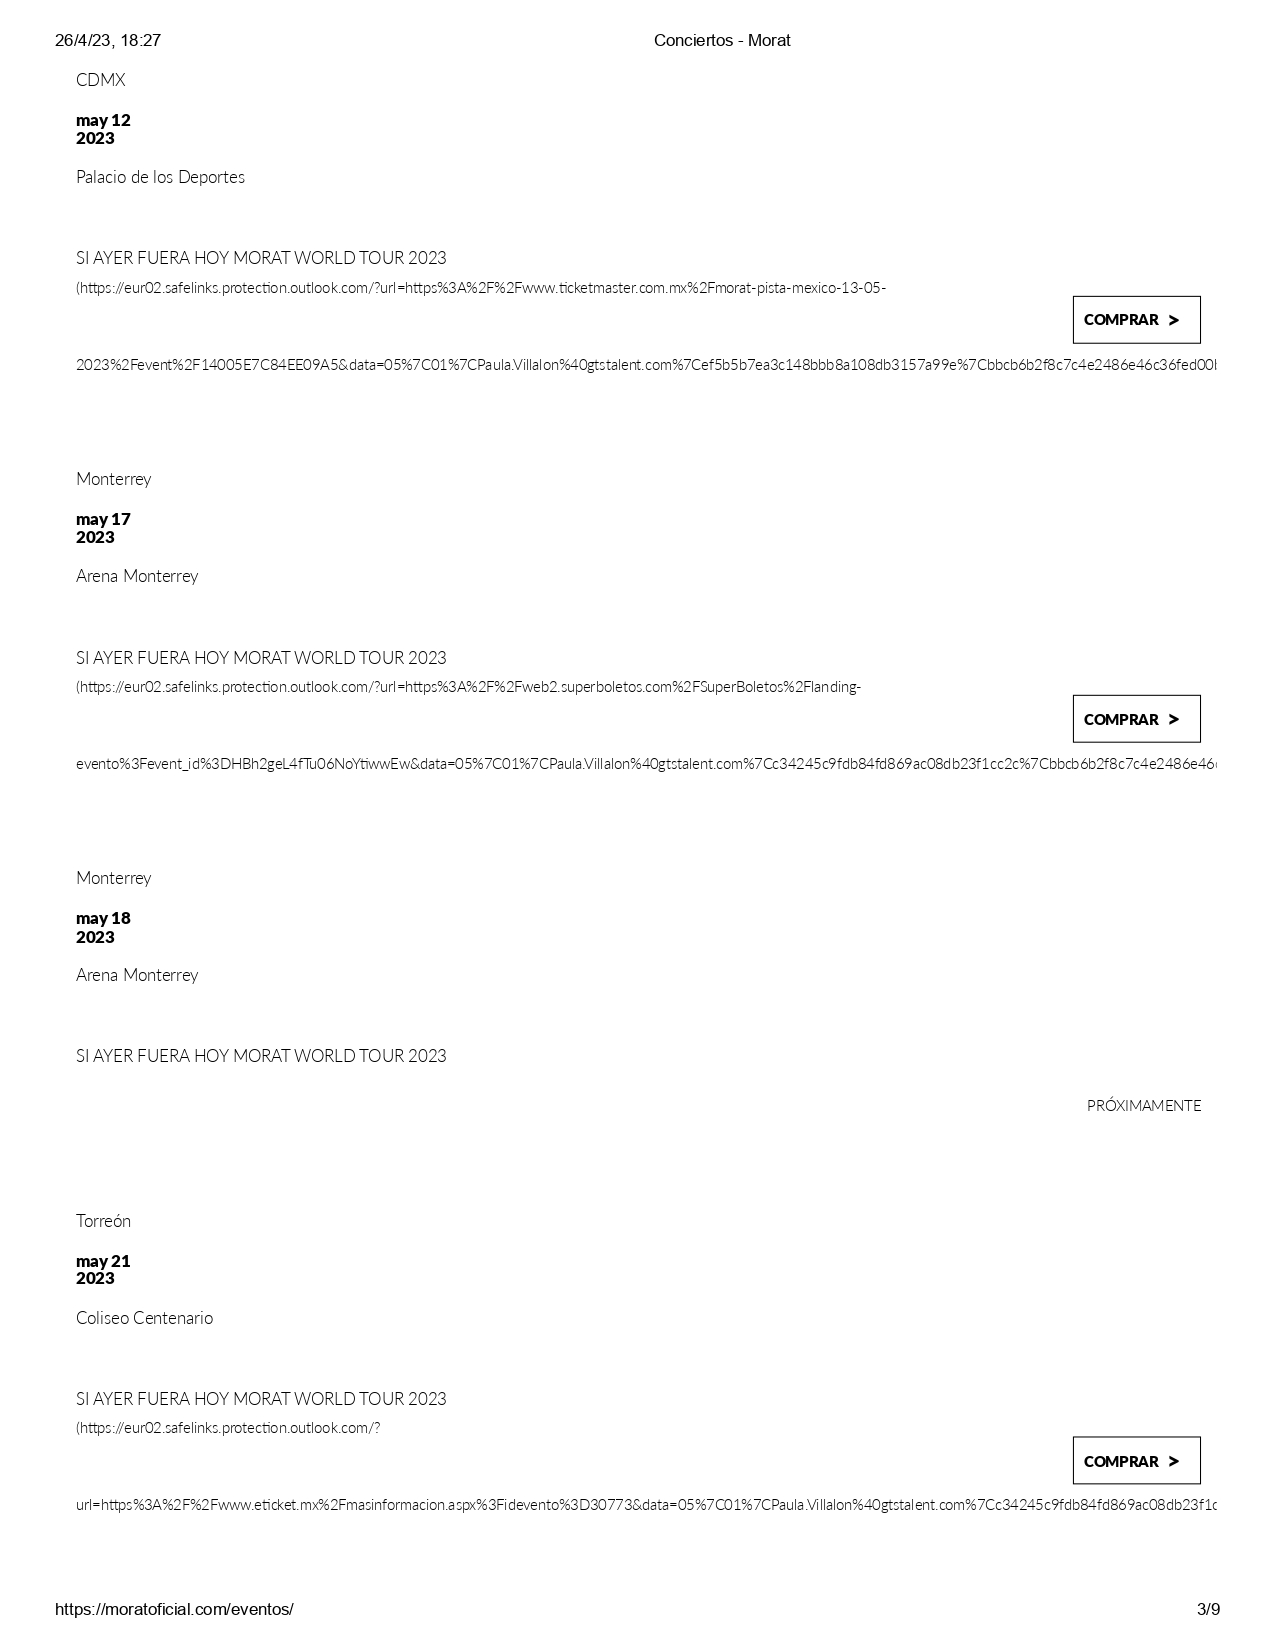 26/4/23, 18:27 Conciertos - Morat
CDMX
may 12
2023
Palacio de los Deportes
SI AYER FUERA HOY MORAT WORLD TOUR 2023
(https://eur02.safelinks.protection.outlook.com/?url=https%3A%2F%2Fwww.ticketmaster.com.mx%2Fmorat-pista-mexico-13-05-
COMPRAR >
2023%2Fevent%2F14005E7C84EE09A5&data=05%7C01%7CPaula.Villalon%40gtstalent.com%7Cef5b5b7ea3c148bbb8a108db3157a99e%7Cbbcb6b2f8c7c4e2486e46c36fed00b
Monterrey
may 17
2023
Arena Monterrey
SI AYER FUERA HOY MORAT WORLD TOUR 2023
(https://eur02.safelinks.protection.outlook.com/?url=https%3A%2F%2Fweb2.superboletos.com%2FSuperBoletos%2Flanding-
COMPRAR >
evento%3Fevent_id%3DHBh2geL4fTu06NoYtiwwEw&data=05%7C01%7CPaula.Villalon%40gtstalent.com%7Cc34245c9fdb84fd869ac08db23f1cc2c%7Cbbcb6b2f8c7c4e2486e46c
Monterrey
may 18
2023
Arena Monterrey
SI AYER FUERA HOY MORAT WORLD TOUR 2023
PRÓXIMAMENTE
Torreón
may 21
2023
Coliseo Centenario
SI AYER FUERA HOY MORAT WORLD TOUR 2023
(https://eur02.safelinks.protection.outlook.com/?
COMPRAR >
url=https%3A%2F%2Fwww.eticket.mx%2Fmasinformacion.aspx%3Fidevento%3D30773&data=05%7C01%7CPaula.Villalon%40gtstalent.com%7Cc34245c9fdb84fd869ac08db23f1c
https://moratoficial.com/eventos/ 3/9